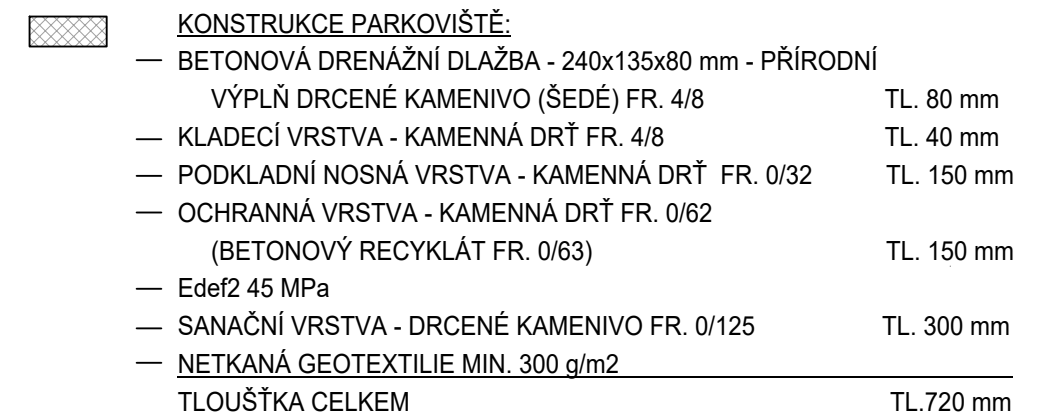 KONSTRUKCE PARKOVIŠTĚ:
— BETONOVÁ DRENÁŽNÍ DLAŽBA - 240x135x80 mm - PŘÍRODNÍ
VÝPLŇ DRCENÉ KAMENIVO (ŠEDÉ) FR. 4/8 TL. 80 mm
— KLADECÍ VRSTVA - KAMENNÁ DRŤ FR. 4/8 TL. 40 mm
— PODKLADNÍ NOSNÁ VRSTVA - KAMENNÁ DRŤ FR. 0/32 TL. 150 mm
— OCHRANNÁ VRSTVA - KAMENNÁ DRŤ FR. 0/62
(BETONOVÝ RECYKLÁT FR. 0/63) TL. 150 mm
— Edef2 45 MPa
— SANAČNÍ VRSTVA - DRCENÉ KAMENIVO FR. 0/125 TL. 300 mm
— NETKANÁ GEOTEXTILIE MIN. 300 g/m2
TLOUŠŤKA CELKEM TL.720 mm